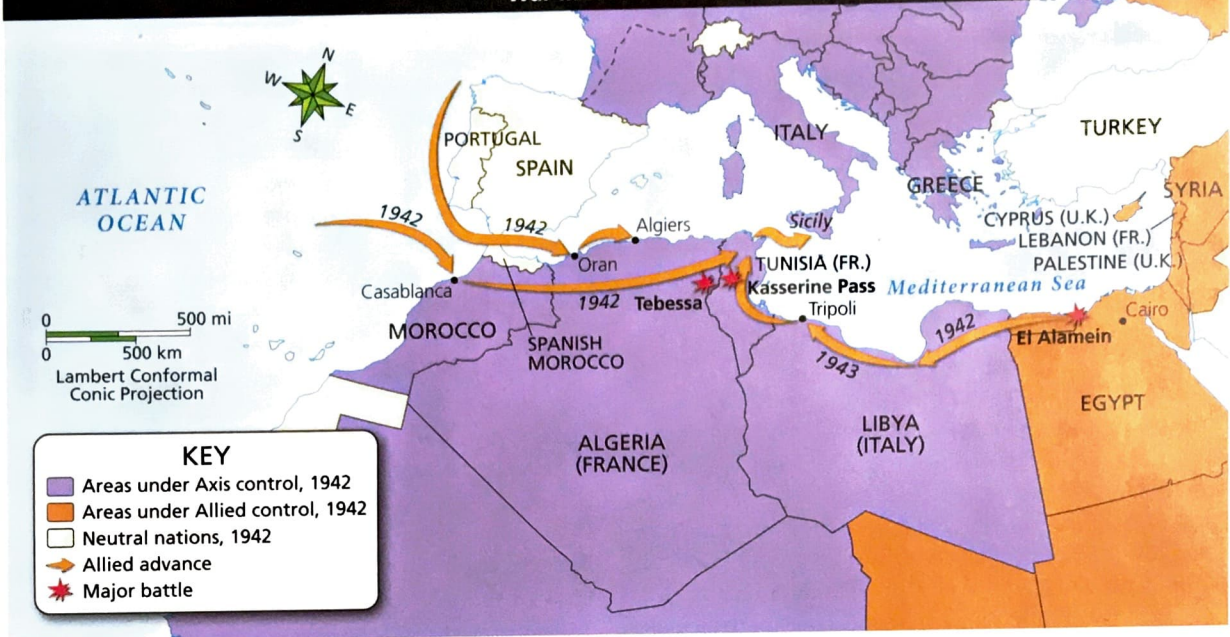 N
W
E
S
ATLANTIC
OCEAN
PORTUGAL
SPAIN
ITALY
GREECE
TURKEY
SYRIA
CYPRUS (U.K.)
LEBANON (FR.)
PALESTINE (U.K.)
1942
1942
Algiers
Sicily
Oran
Casablanca
1942
Tebessa
TUNISIA (FR.)
Kasserine Pass
Mediterranean Sea
Tripoli
1942
1943
El Alamein
Cairo
MOROCCO
SPANISH
MOROCCO
ALGERIA
(FRANCE)
LIBYA
(ITALY)
EGYPT
0
500 mi
0
500 km
Lambert Conformal
Conic Projection
KEY
Areas under Axis control, 1942
Areas under Allied control, 1942
Neutral nations, 1942
Allied advance
Major battle